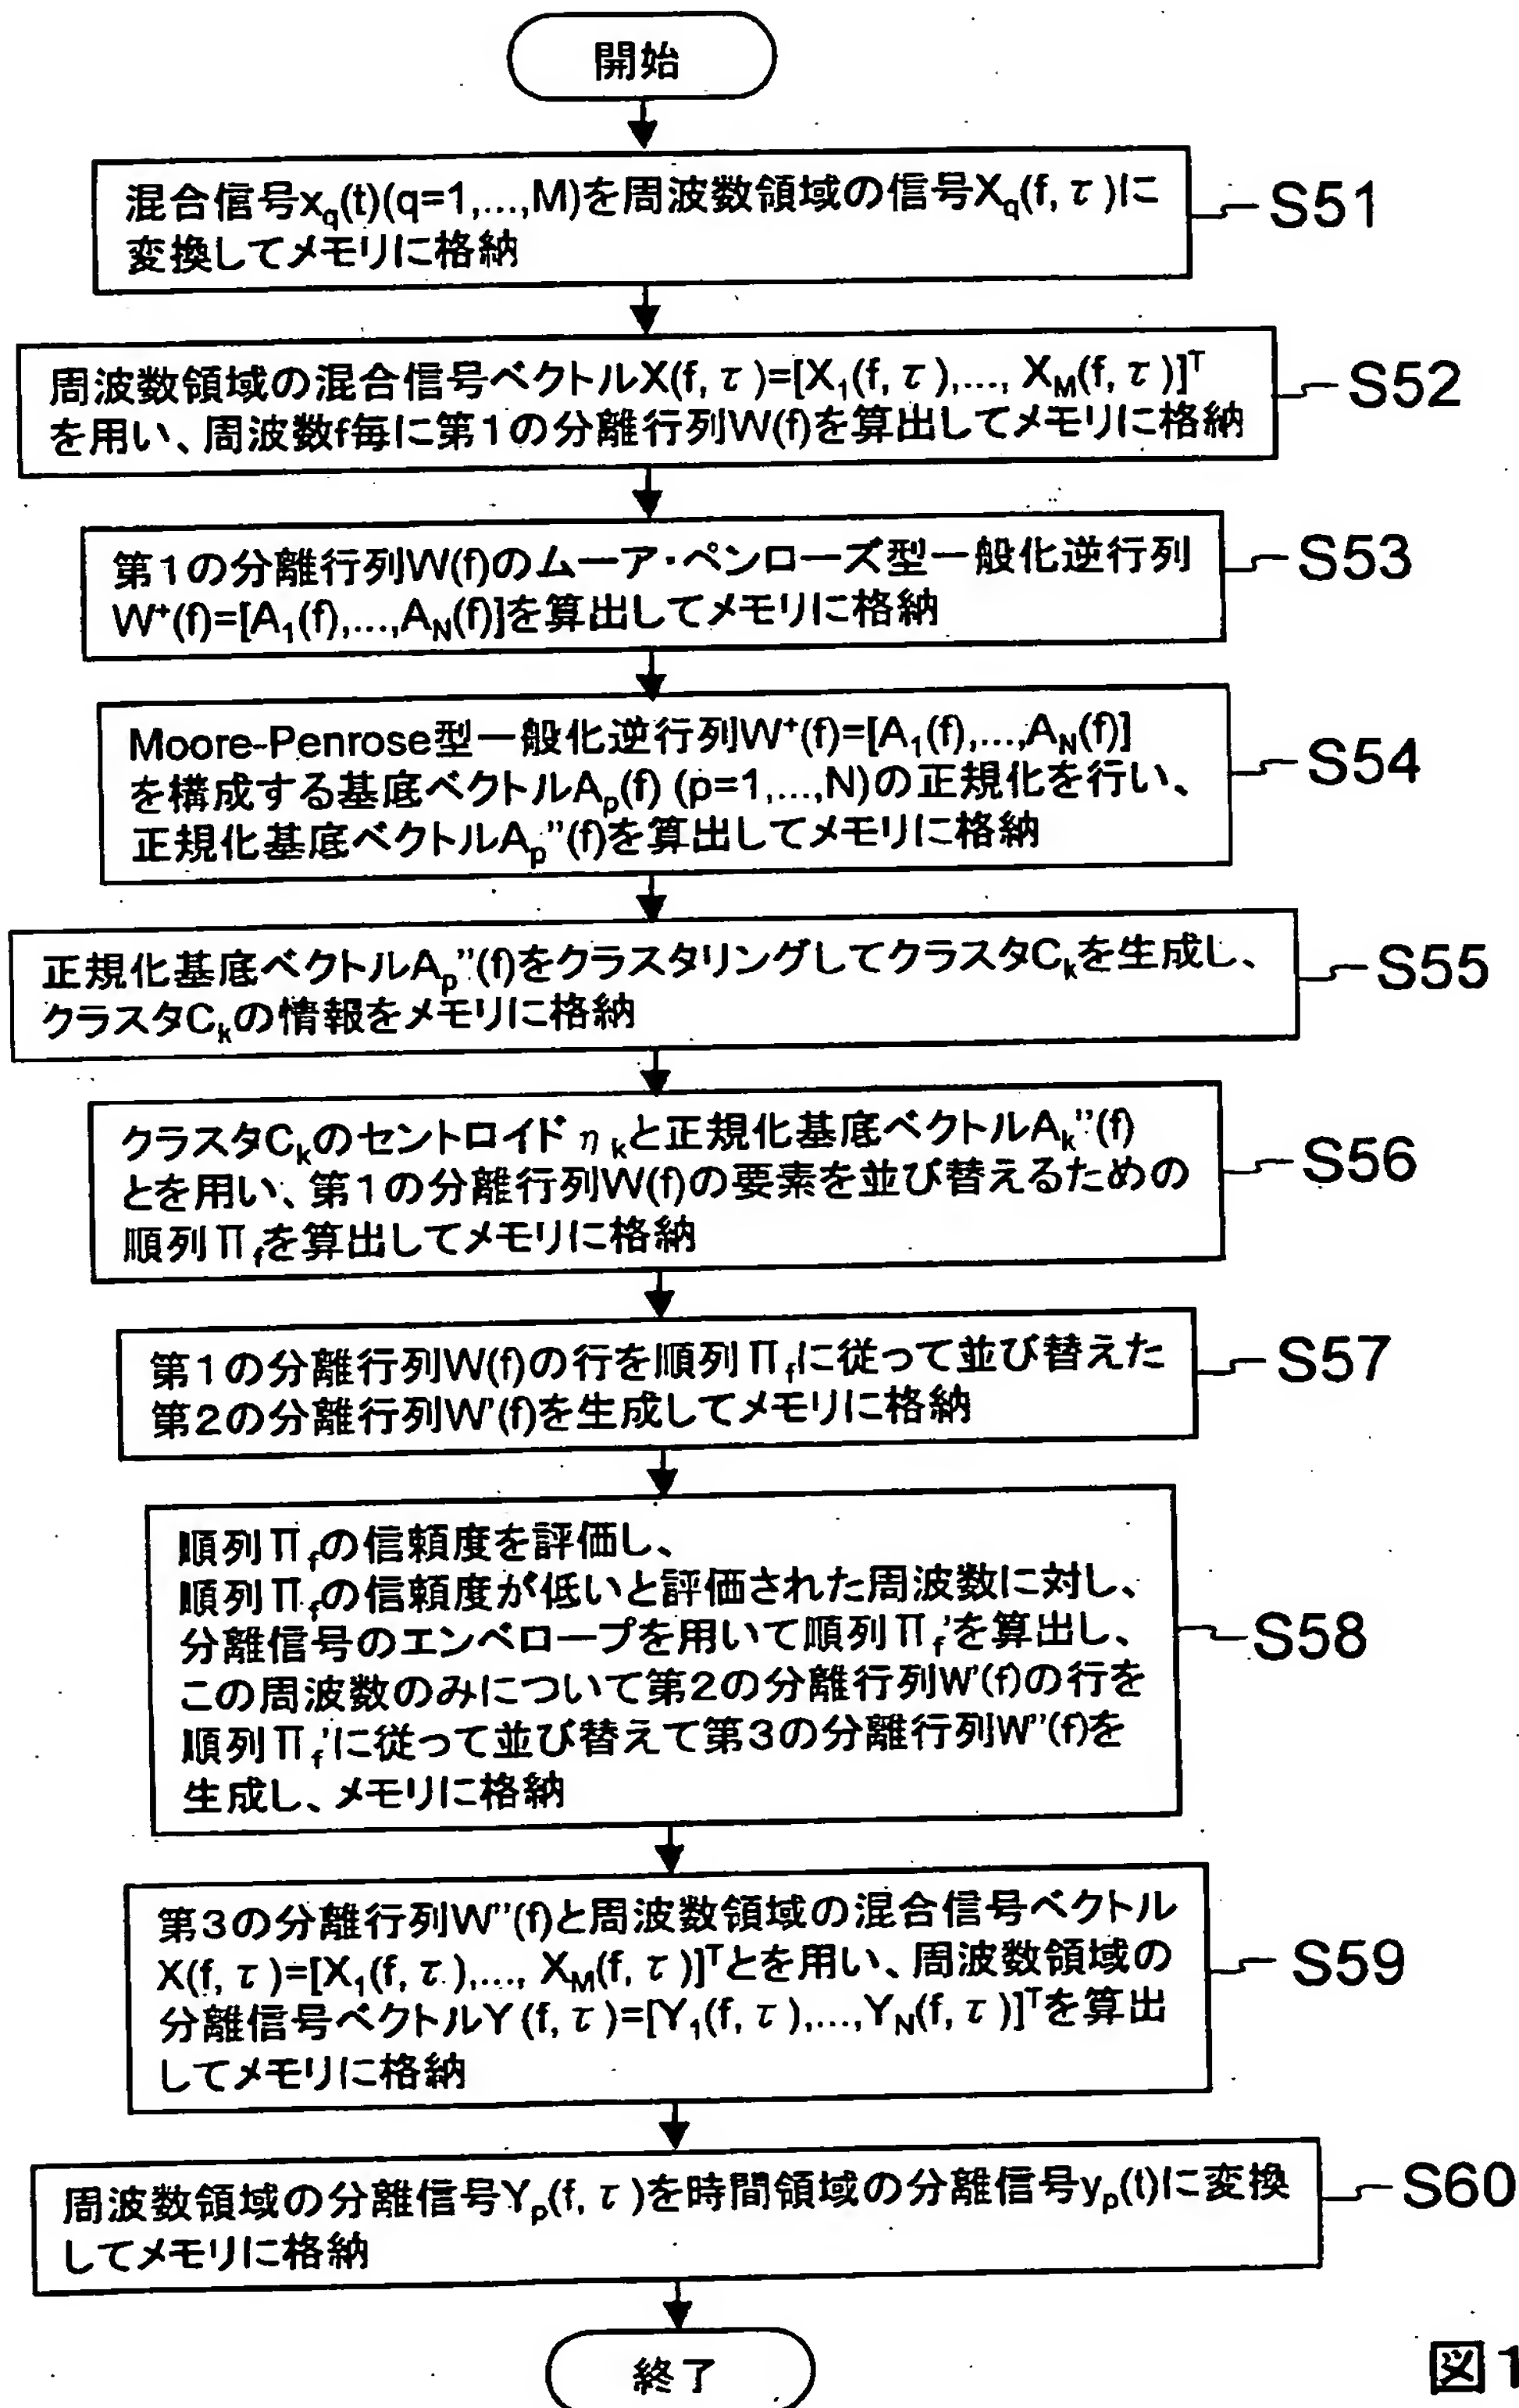 開始
混合信号xq(t)(q=1,...,M)を周波数領域の信号Xq(f,τ)に
変換してメモリに格納
S51
周波数領域の混合信号ベクトルX(f,τ)=[X1(f,τ),..., XM(f,τ)]T
を用い、周波数f毎に第1の分離行列W(f)を算出してメモリに格納
S52
第1の分離行列W(f)のムーア・ペンローズ型一般化逆行列
W+(f)=[A1(f),...,AN(f)]を算出してメモリに格納
S53
Moore-Penrose型一般化逆行列W+(f)=[A1(f),...,AN(f)]
を構成する基底ベクトルAp(f) (p=1,...,N)の正規化を行い、
正規化基底ベクトルAp''(f)を算出してメモリに格納
S54
正規化基底ベクトルAp''(f)をクラスタリングしてクラスタCkを生成し、
クラスタCkの情報をメモリに格納
S55
クラスタCkのセントロイドηkと正規化基底ベクトルAk''(f)
とを用い、第1の分離行列W(f)の要素を並び替えるための
順列Πfを算出してメモリに格納
S56
第1の分離行列W(f)の行を順列Πfに従って並び替えた
第2の分離行列W'(f)を生成してメモリに格納
S57
順列Πfの信頼度を評価し、
順列Πfの信頼度が低いと評価された周波数に対し、
分離信号のエンベロープを用いて順列Πf'を算出し、
この周波数のみについて第2の分離行列W'(f)の行を
順列Πf'に従って並び替えて第3の分離行列W''(f)を
生成し、メモリに格納
S58
第3の分離行列W''(f)と周波数領域の混合信号ベクトル
X(f,τ)=[X1(f,τ),..., XM(f,τ)]Tとを用い、周波数領域の
分離信号ベクトルY(f,τ)=[Y1(f,τ),...,YN(f,τ)]Tを算出
してメモリに格納
S59
周波数領域の分離信号Yp(f,τ)を時間領域の分離信号yp(t)に変換
してメモリに格納
S60
終了
図1